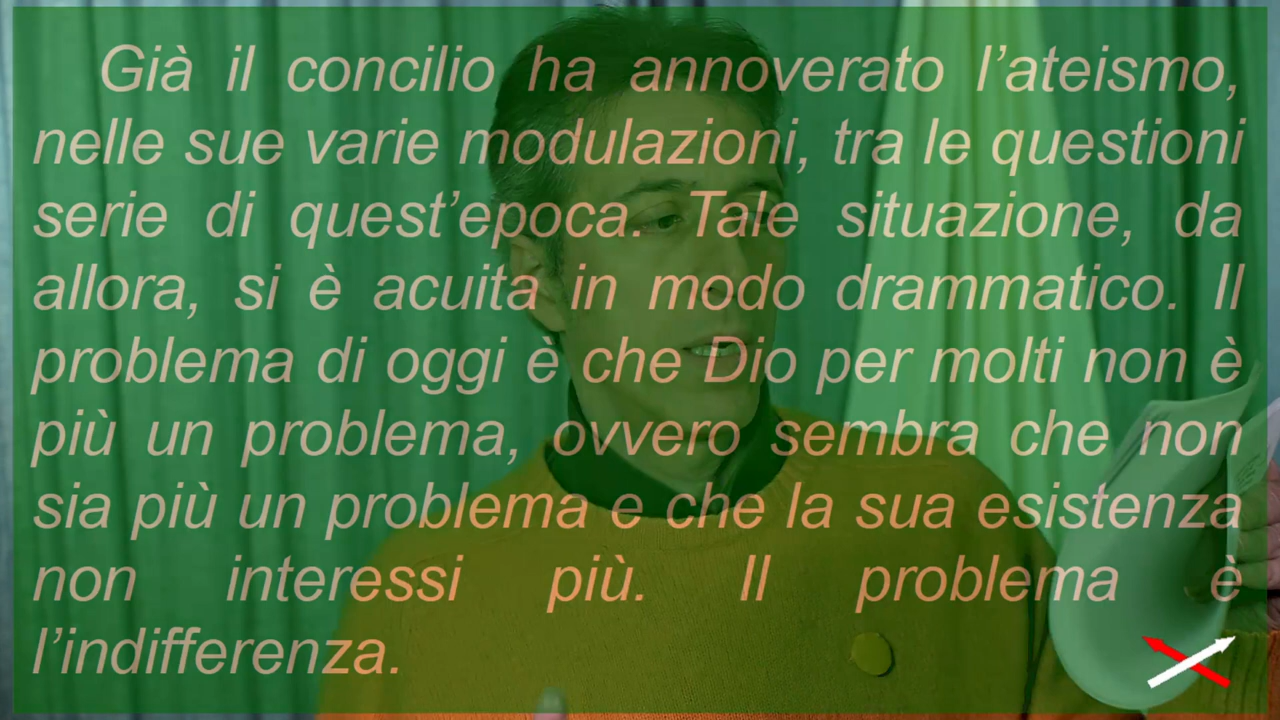 Già il concilio ha annoverato l’ateismo,
nelle sue varie modulazioni, tra le questioni
serie di quest’epoca. Tale situazione, da
allora, si è acuita in modo drammatico. Il
problema di oggi è che Dio per molti non è
più un problema, ovvero sembra che non
sia più un problema e che la sua esistenza
non interessi più. Il problema è
l’indifferenza.